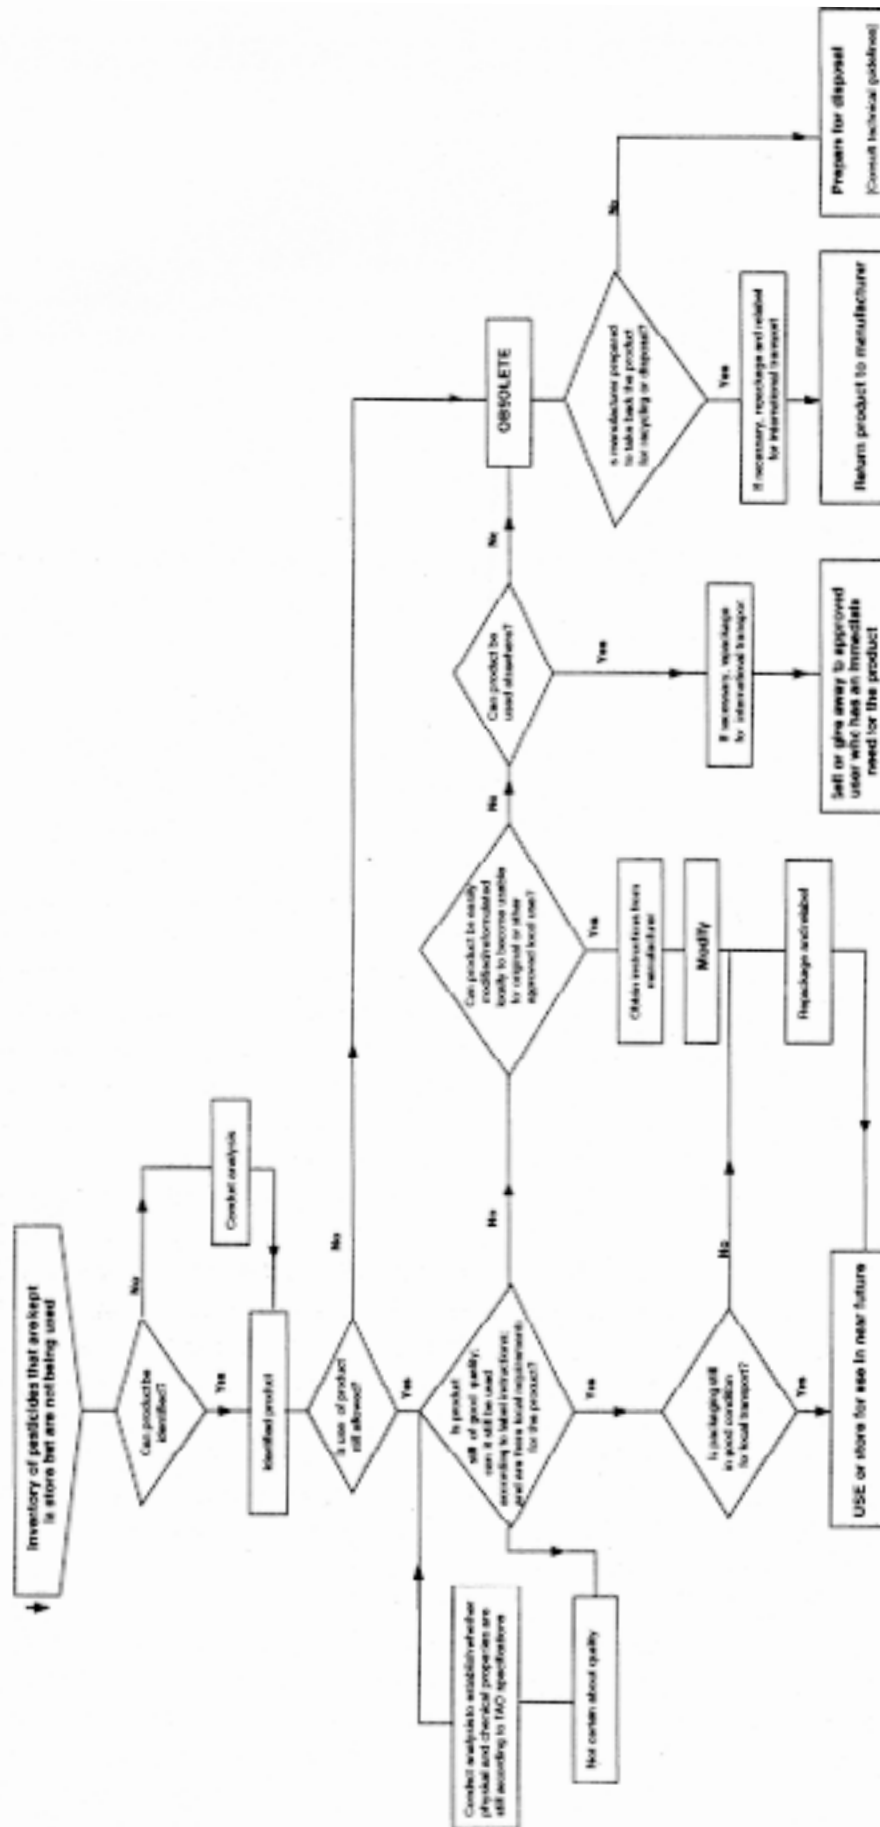 Inventory of pesticides that are kept
is store but are not being used
Can product be
identified?
No
Conduct analysis
Yes
Identified product
Is use of product
still allowed?
No
Yes
Is product
still of good quality;
can it still be used
according to label instructions;
and are there local requirements
for the product?
Not certain about quality
Conduct analysis to establish whether
physical and chemical properties are
still according to FAO specifications
No
Yes
Can product be easily
modified/reformulated
locally to become usable
for original or other
approved local use?
No
Yes
Obtain instructions from
manufacturer
Modify
Repackage and relabel
Is packaging still
in good condition
for local transport?
No
Yes
USE or store for use in near future
Can product be
used elsewhere?
No
Yes
If necessary, repackage
for international transport
Sell or give away to approved
user who has an immediate
need for the product
OBSOLETE
Is manufacturer prepared
to take back the product
for recycling or disposal?
No
Yes
If necessary, repackage and relabel
for international transport
Return product to manufacturer
Prepare for disposal
[Consult technical guidelines]